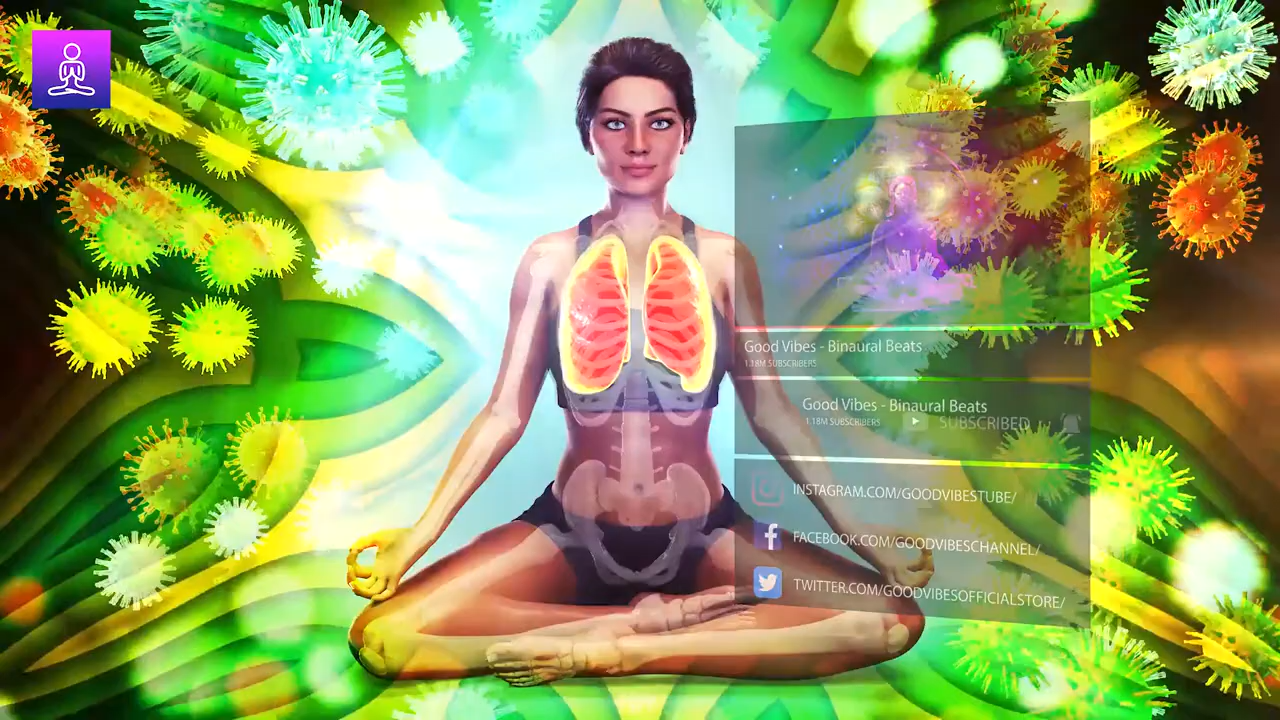 Good Vibes - Binaural Beats
1.18M SUBSCRIBERS
Good Vibes - Binaural Beats
1.18M SUBSCRIBERS
SUBSCRIBED
INSTAGRAM.COM/GOODVIBESTUBE/
FACEBOOK.COM/GOODVIBESCHANNEL/
TWITTER.COM/GOODVIBESOFFICIALSTORE/